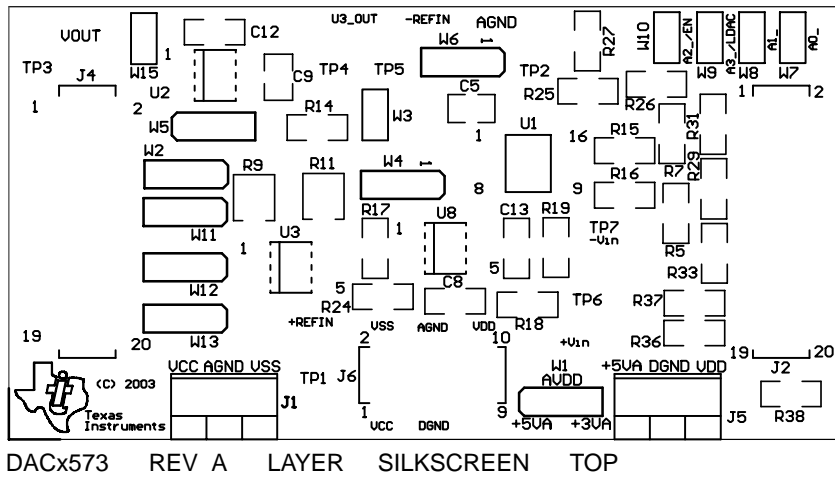 U3_OUT -REFIN AGND
VOUT
C12
W15
1
U2
TP3
J4
1
2
W5
C9
TP4
TP5
W6
1
TP2
R27
W10
A2_/EN
W9
A3_/LDAC
W8
A1_
W7
A0_
R14
W3
C5
R25
R26
R31
1
2
W2
R9
R11
W4
1
1
U1
16
8
9
R15
R16
R7
R29
W11
1
U3
R17
1
U8
C13
5
R19
TP7
-Vin
R5
R33
W12
5
R24
C8
R18
TP6
R37
R36
W13
+REFIN
VSS AGND VDD
+Vin
19
20
19
20
VCC AGND VSS
J1
TP1
J6
2
10
1
9
VCC DGND
W1
AVDD
+5VA +3VA
+5VA DGND VDD
J5
J2
R38
(C) 2003
Texas
Instruments
DACx573 REV A LAYER SILKSCREEN TOP